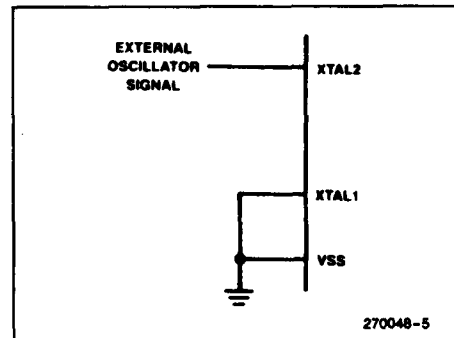 EXTERNAL
OSCILLATOR
SIGNAL
XTAL2
XTAL1
VSS
270048-5